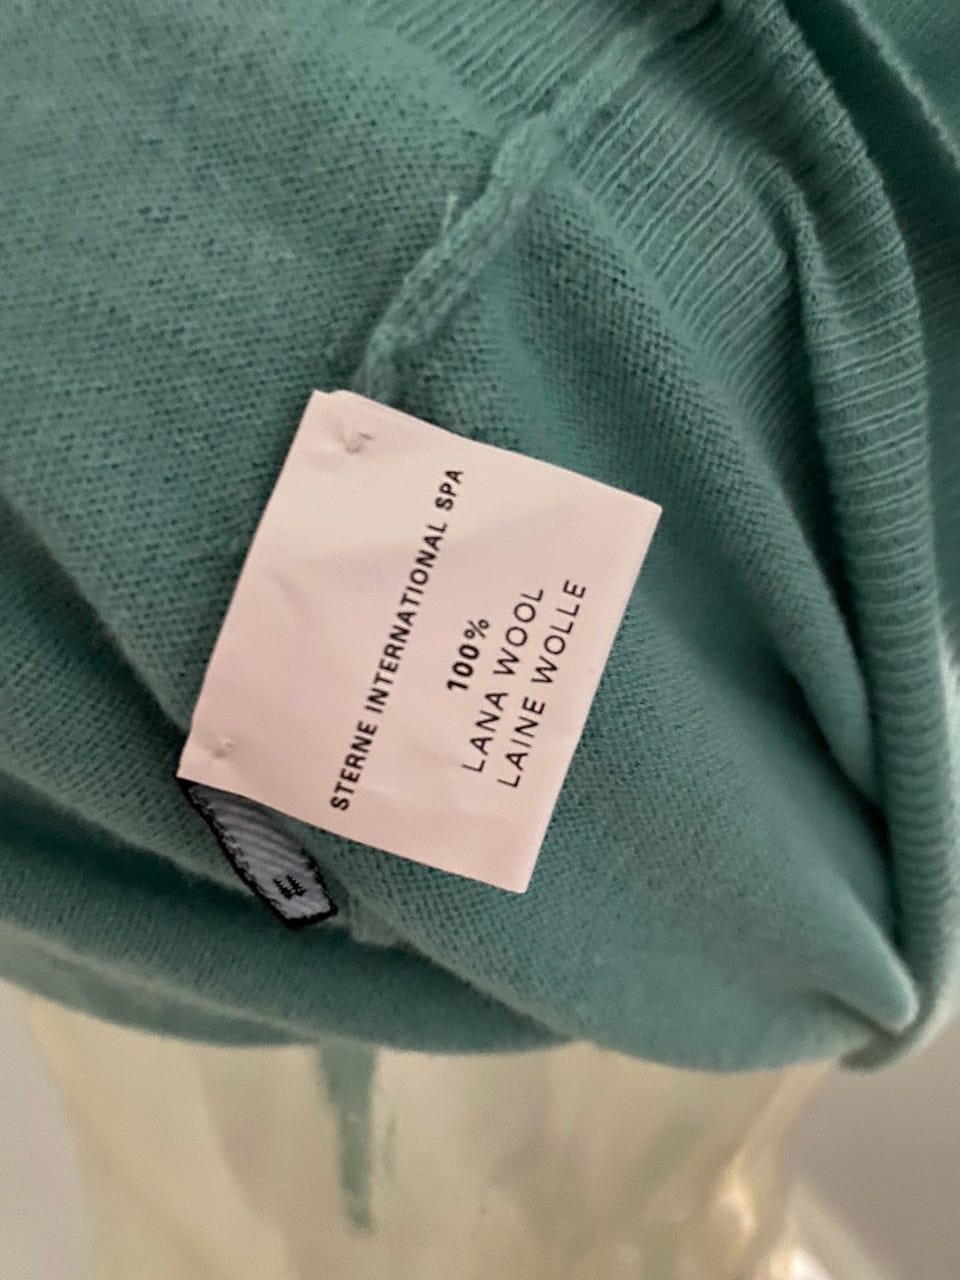 STERNE INTERNATIONAL SPA
100%
LANA WOOL
LAINE WOLLE